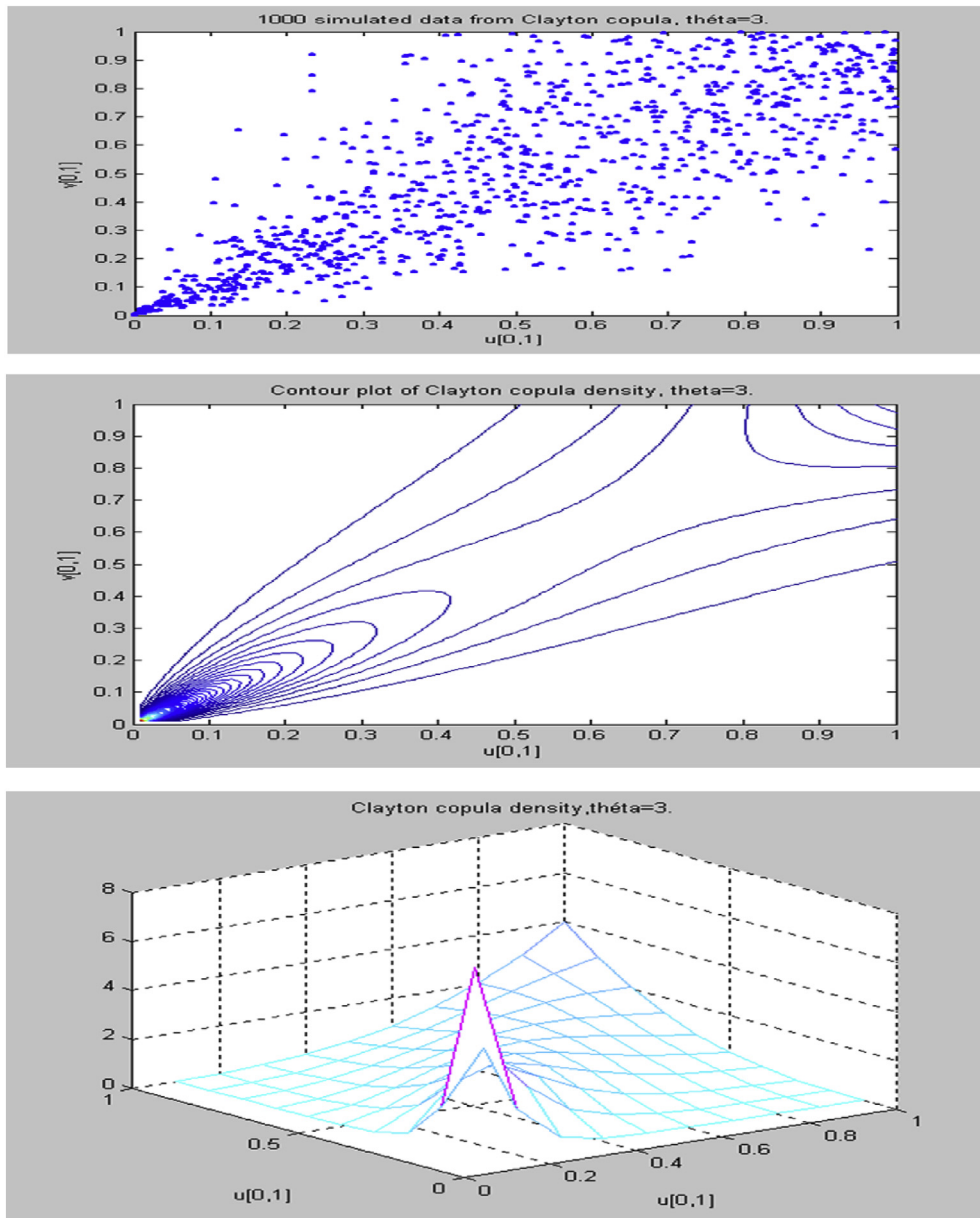 1000 simulated data from Clayton copula, théta=3.
1
0.9
0.8
0.7
0.6
0.5
0.4
0.3
0.2
0.1
0
v[0,1]
0 0.1 0.2 0.3 0.4 0.5 0.6 0.7 0.8 0.9 1
u[0,1]
Contour plot of Clayton copula density, theta=3.
1
0.9
0.8
0.7
0.6
0.5
0.4
0.3
0.2
0.1
0
v[0,1]
0 0.1 0.2 0.3 0.4 0.5 0.6 0.7 0.8 0.9 1
u[0,1]
Clayton copula density,théta=3.
8
6
4
2
0
1
0.5
0
u[0,1]
0 0.2 0.4 0.6 0.8 1
u[0,1]